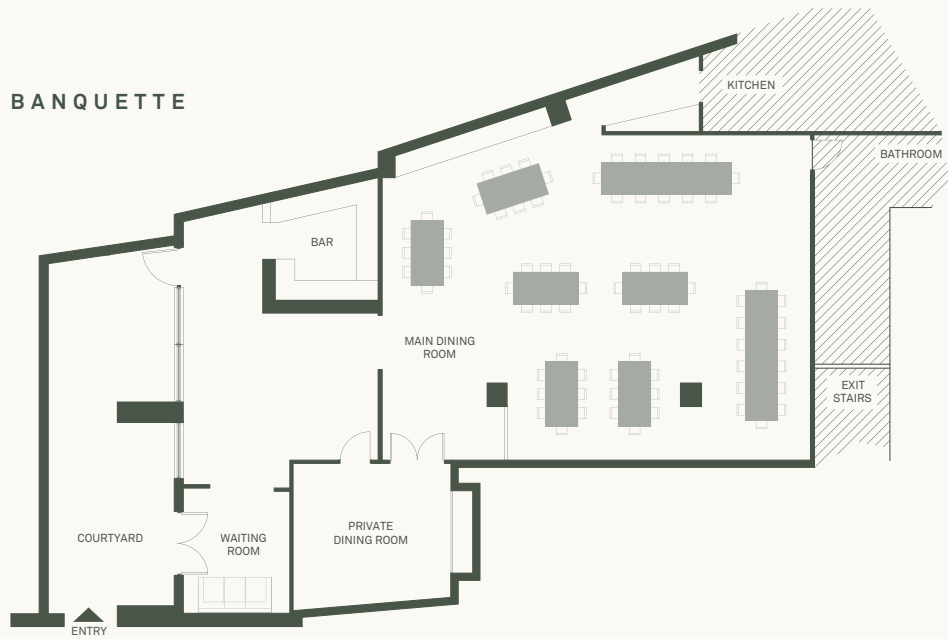 BANQUETTE
KITCHEN
BATHROOM
BAR
MAIN DINING
ROOM
EXIT
STAIRS
COURTYARD
WAITING
ROOM
PRIVATE
DINING ROOM
ENTRY